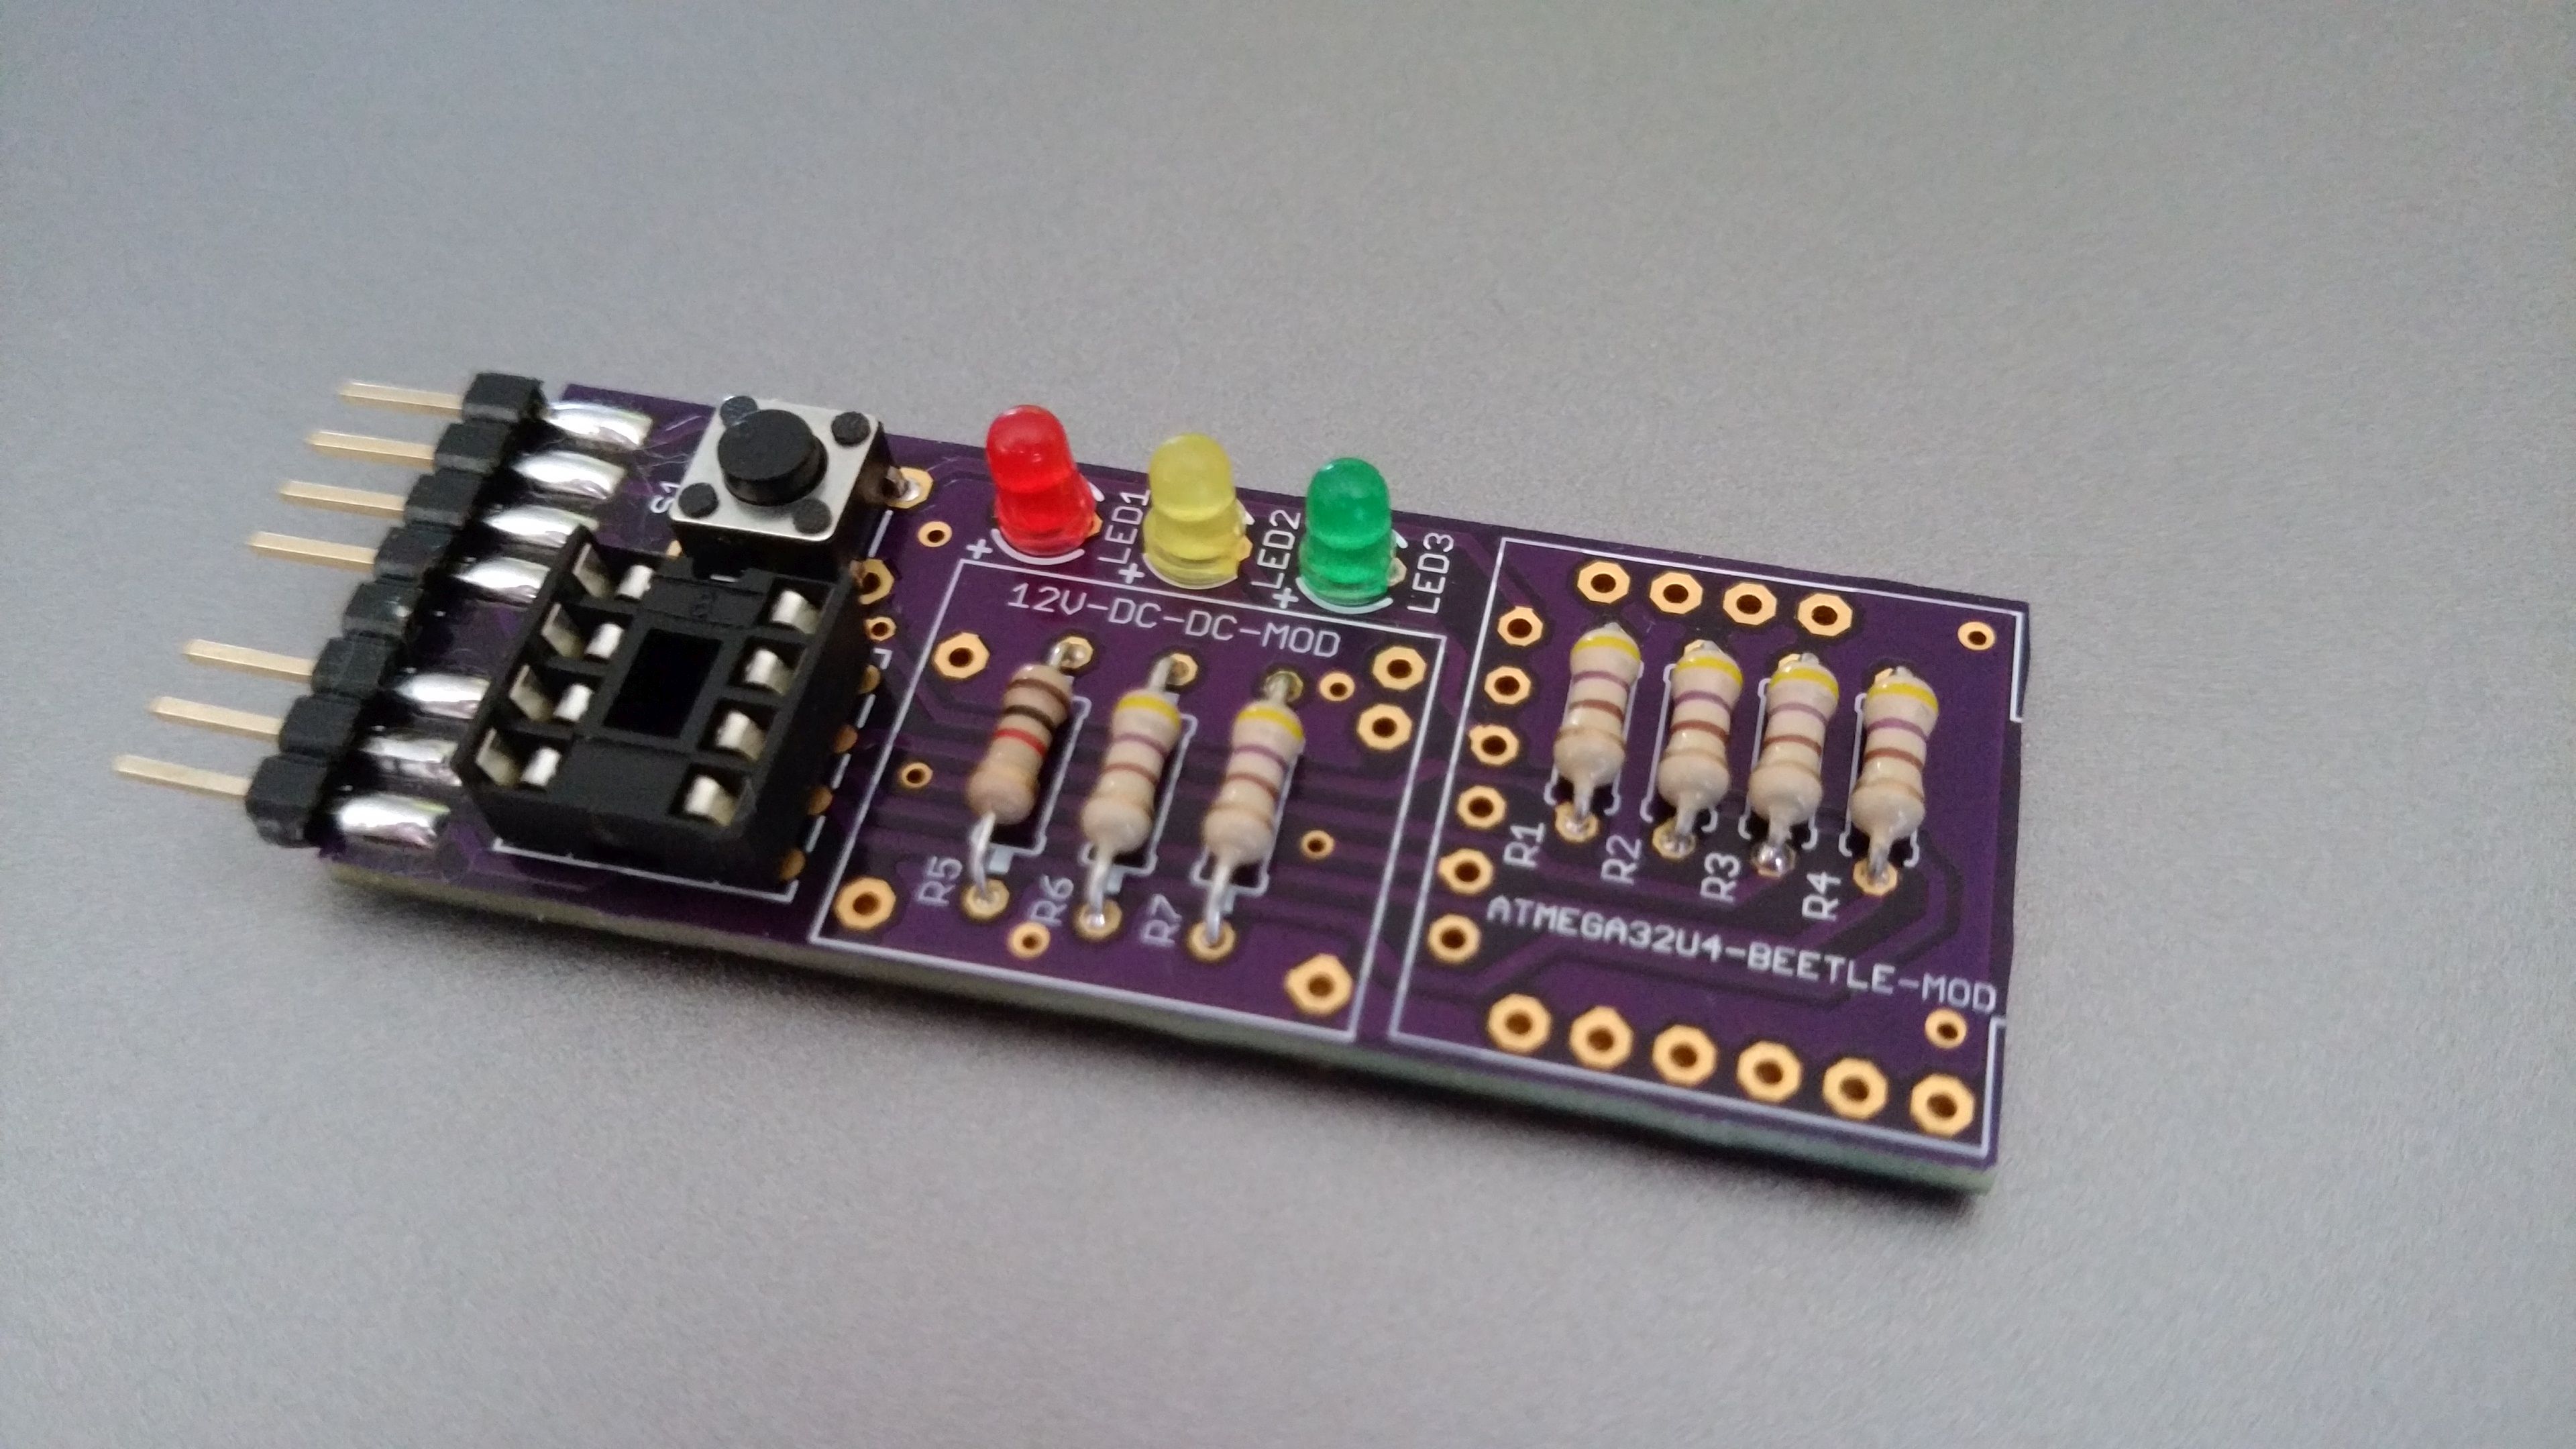 S1
+
LED1
+
LED2
+
LED3
12V-DC-DC-MOD
R5
R6
R7
R1
R2
R3
R4
ATMEGA32U4-BEETLE-MOD